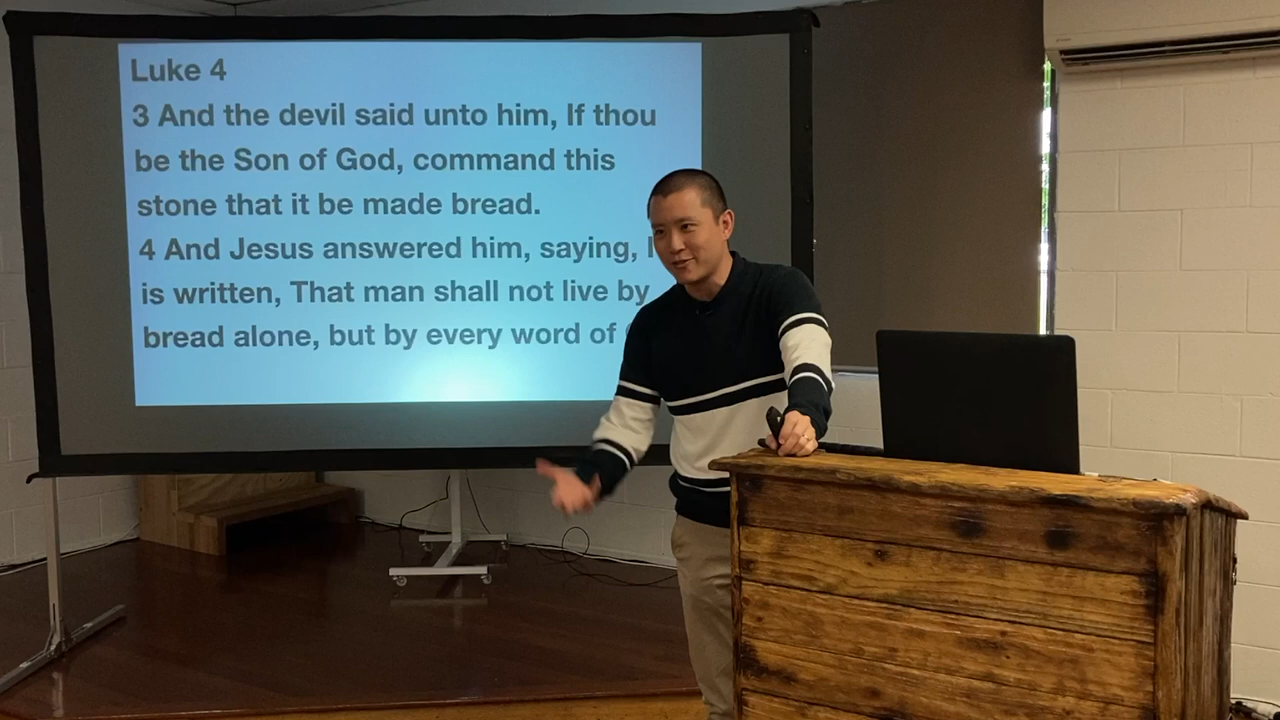 Luke 4
3 And the devil said unto him, If thou
be the Son of God, command this
stone that it be made bread.
4 And Jesus answered him, saying,
is written, That man shall not live by
bread alone, but by every word of